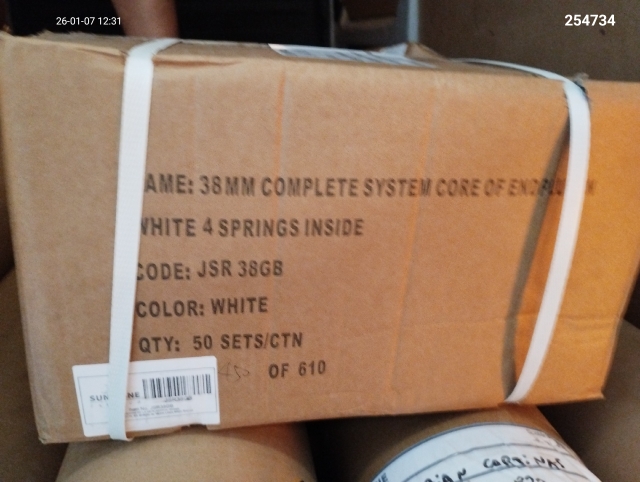 26-01-07 12:31
254734
AME: 38MM COMPLETE SYSTEM CORE OF
WHITE 4 SPRINGS INSIDE
CODE: JSR 38GB
COLOR: WHITE
QTY: 50 SETS/CTN
OF 610
CORTINAS